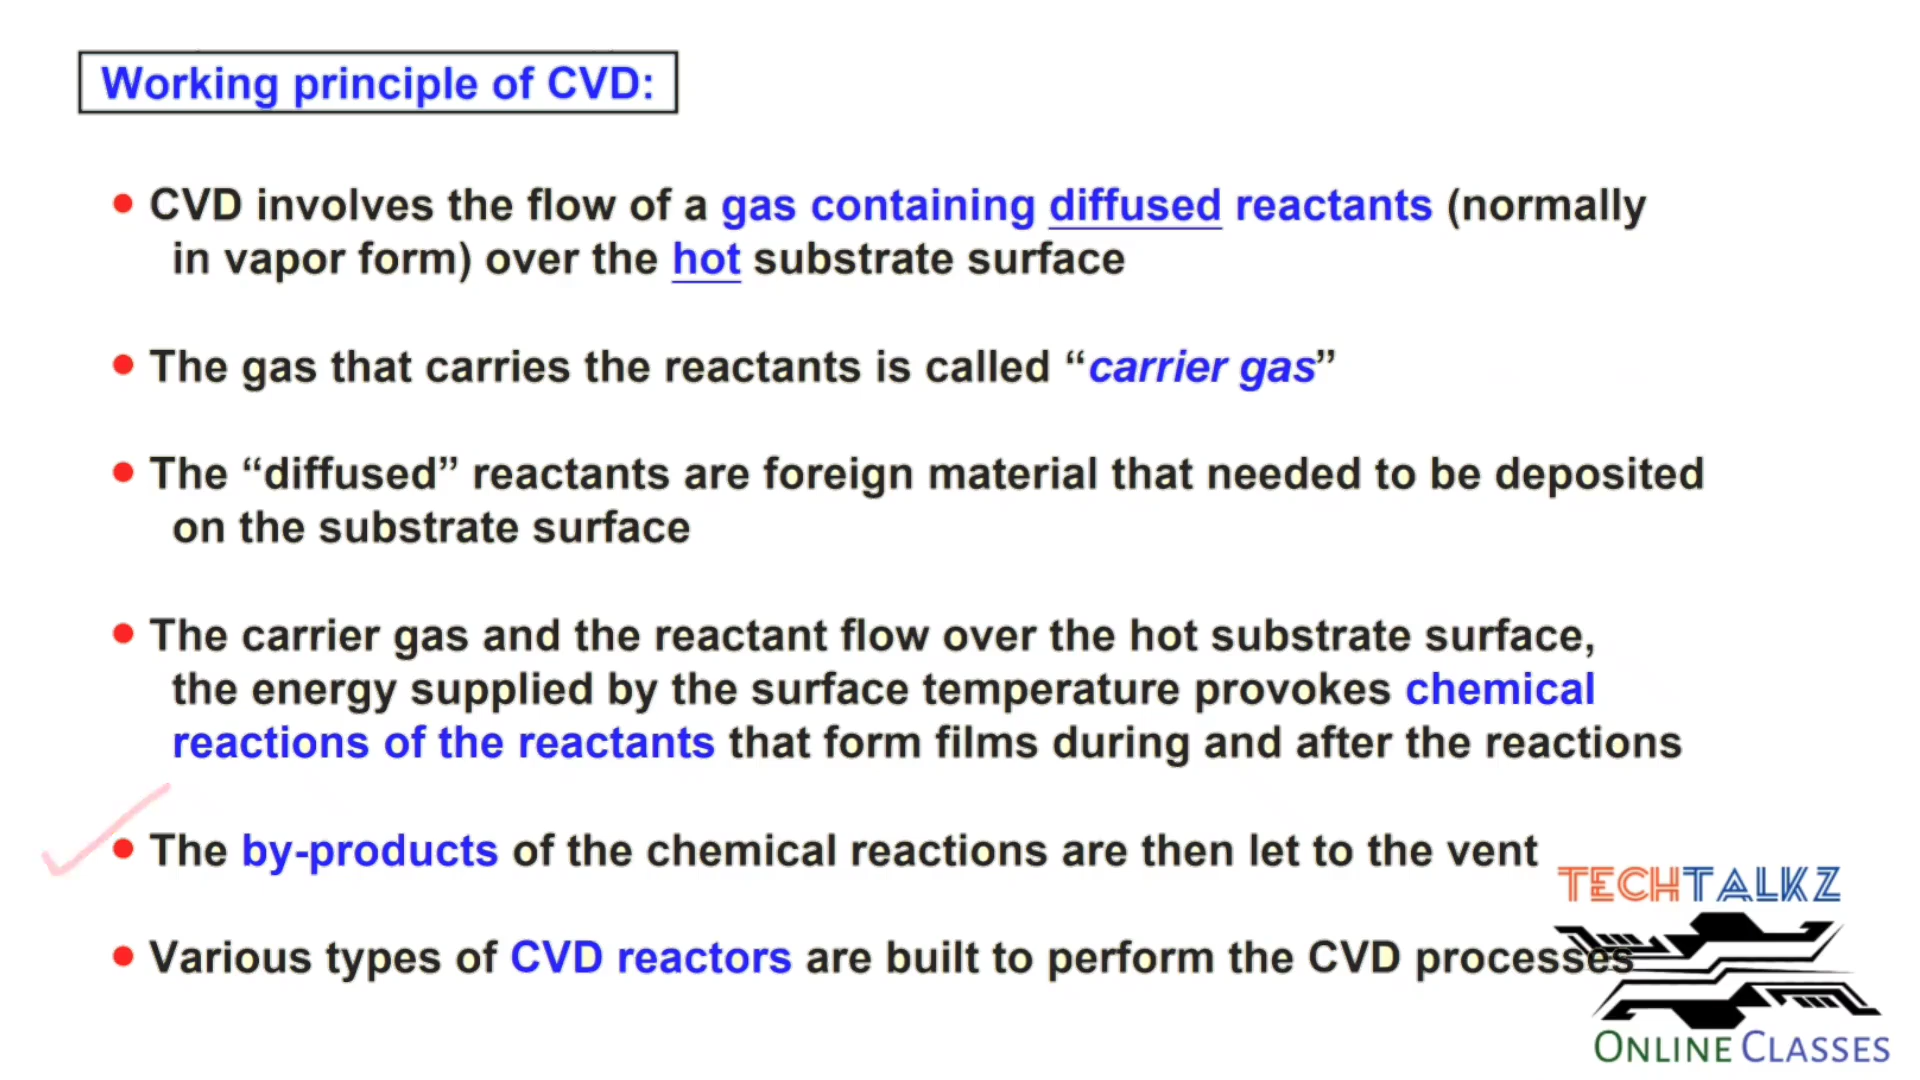 Working principle of CVD:
● CVD involves the flow of a gas containing diffused reactants (normally
in vapor form) over the hot substrate surface
● The gas that carries the reactants is called “carrier gas”
● The “diffused” reactants are foreign material that needed to be deposited
on the substrate surface
● The carrier gas and the reactant flow over the hot substrate surface,
the energy supplied by the surface temperature provokes chemical
reactions of the reactants that form films during and after the reactions
● The by-products of the chemical reactions are then let to the vent
● Various types of CVD reactors are built to perform the CVD processes
TECHTALKZ
ONLINE CLASSES